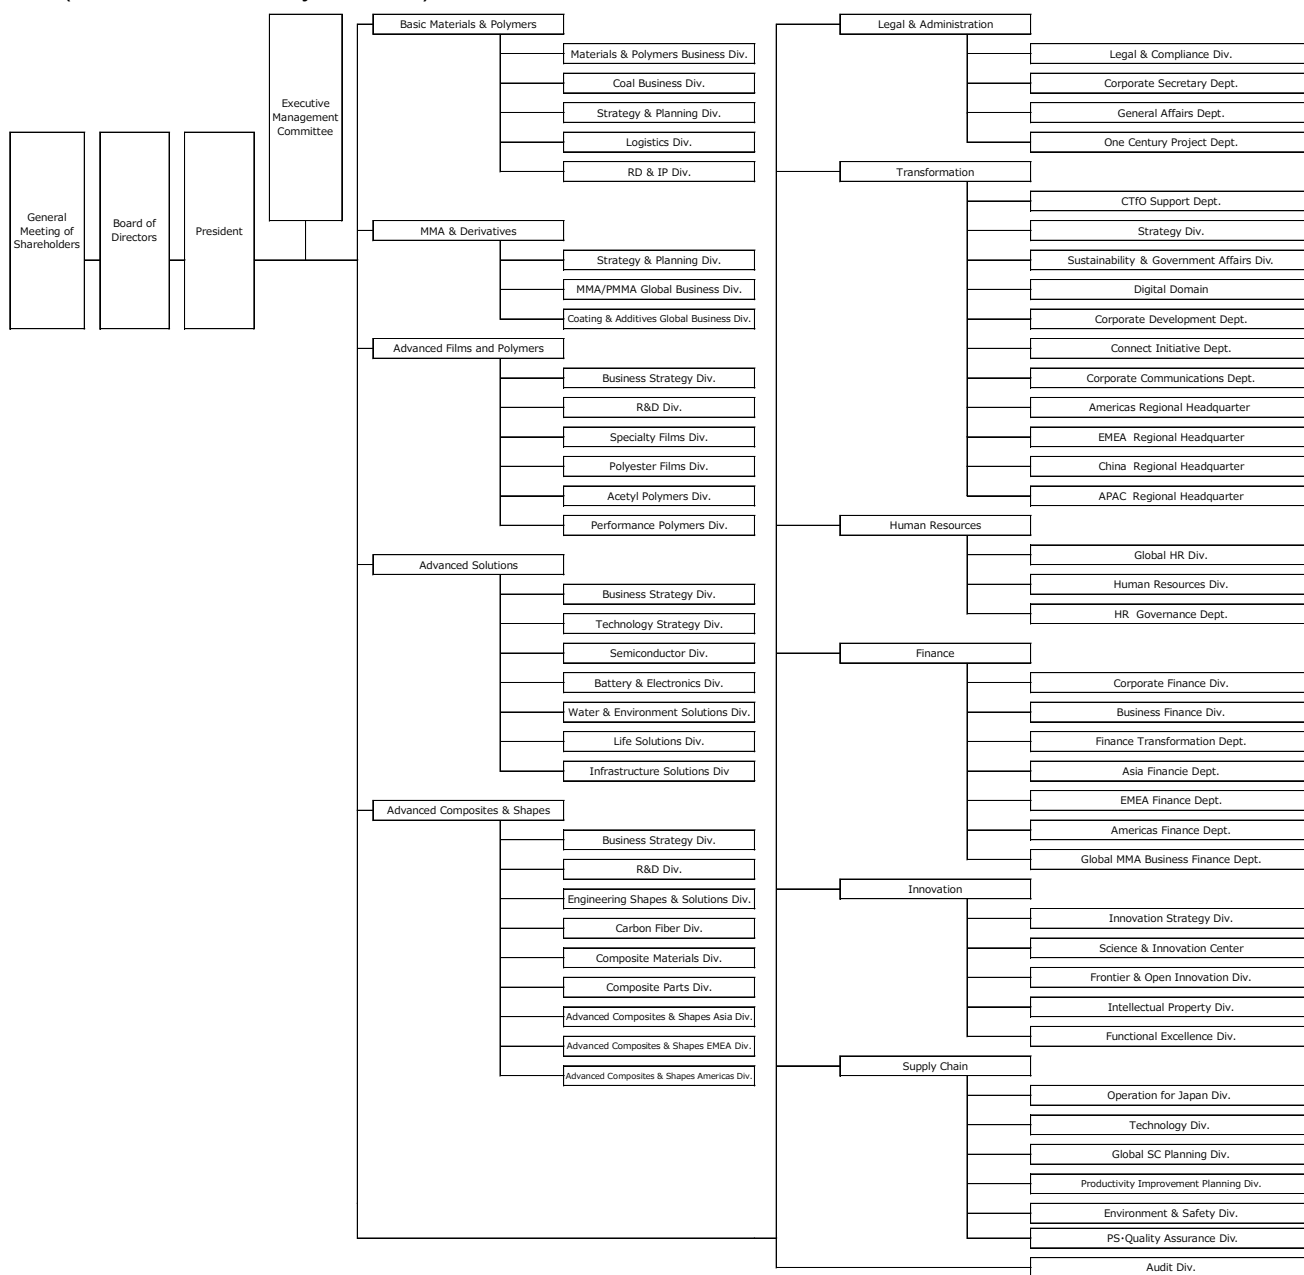 General
Meeting of
Shareholders
Board of
Directors
President
Executive
Management
Committee
Basic Materials & Polymers
Materials & Polymers Business Div.
Coal Business Div.
Strategy & Planning Div.
Logistics Div.
RD & IP Div.
MMA & Derivatives
Strategy & Planning Div.
MMA/PMMA Global Business Div.
Coating & Additives Global Business Div.
Advanced Films and Polymers
Business Strategy Div.
R&D Div.
Specialty Films Div.
Polyester Films Div.
Acetyl Polymers Div.
Performance Polymers Div.
Advanced Solutions
Business Strategy Div.
Technology Strategy Div.
Semiconductor Div.
Battery & Electronics Div.
Water & Environment Solutions Div.
Life Solutions Div.
Infrastructure Solutions Div
Advanced Composites & Shapes
Business Strategy Div.
R&D Div.
Engineering Shapes & Solutions Div.
Carbon Fiber Div.
Composite Materials Div.
Composite Parts Div.
Advanced Composites & Shapes Asia Div.
Advanced Composites & Shapes EMEA Div.
Advanced Composites & Shapes Americas Div.
Legal & Administration
Legal & Compliance Div.
Corporate Secretary Dept.
General Affairs Dept.
One Century Project Dept.
Transformation
CTfO Support Dept.
Strategy Div.
Sustainability & Government Affairs Div.
Digital Domain
Corporate Development Dept.
Connect Initiative Dept.
Corporate Communications Dept.
Americas Regional Headquarter
EMEA Regional Headquarter
China Regional Headquarter
APAC Regional Headquarter
Human Resources
Global HR Div.
Human Resources Div.
HR Governance Dept.
Finance
Corporate Finance Div.
Business Finance Div.
Finance Transformation Dept.
Asia Financie Dept.
EMEA Finance Dept.
Americas Finance Dept.
Global MMA Business Finance Dept.
Innovation
Innovation Strategy Div.
Science & Innovation Center
Frontier & Open Innovation Div.
Intellectual Property Div.
Functional Excellence Div.
Supply Chain
Operation for Japan Div.
Technology Div.
Global SC Planning Div.
Productivity Improvement Planning Div.
Environment & Safety Div.
PS･Quality Assurance Div.
Audit Div.